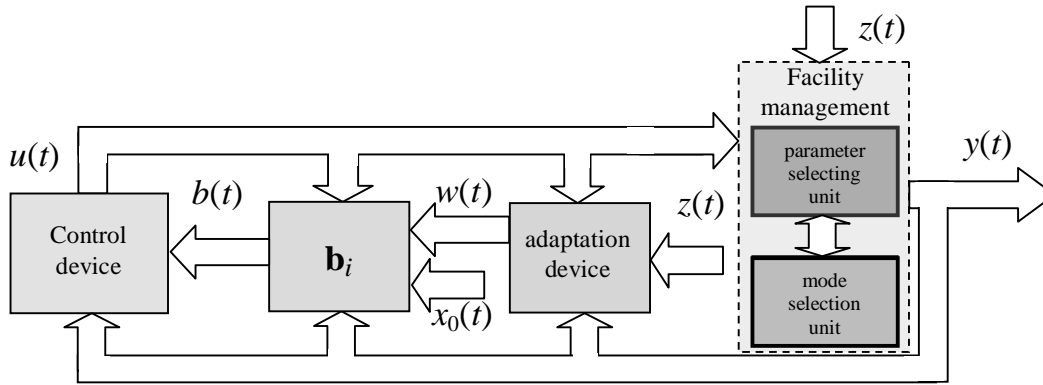 z(t)
Facility
management
u(t)
parameter
selecting
unit
y(t)
b(t)
w(t)
z(t)
Control
device
b_i
adaptation
device
x_0(t)
mode
selection
unit